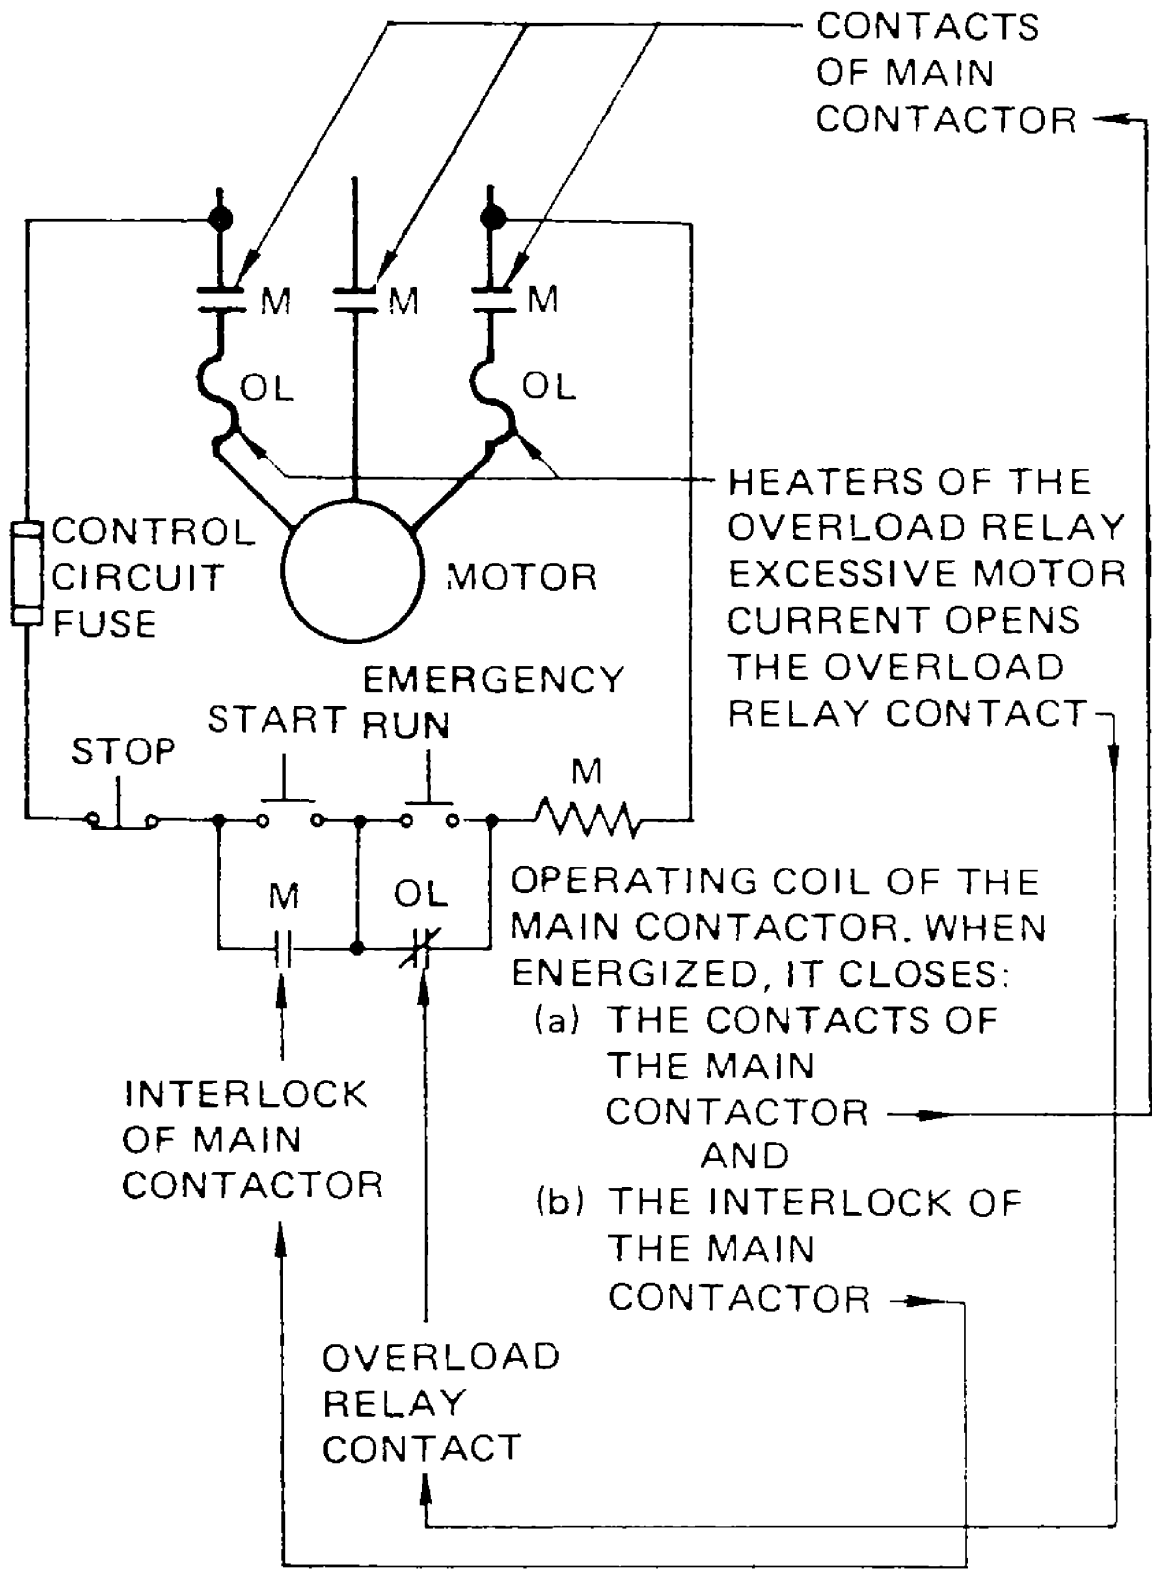 CONTACTS
OF MAIN
CONTACTOR
M
M
M
OL
OL
HEATERS OF THE
OVERLOAD RELAY
EXCESSIVE MOTOR
CURRENT OPENS
THE OVERLOAD
RELAY CONTACT
CONTROL
CIRCUIT
FUSE
MOTOR
EMERGENCY
RUN
START
STOP
M
M
OL
OPERATING COIL OF THE
MAIN CONTACTOR. WHEN
ENERGIZED, IT CLOSES:
(a) THE CONTACTS OF
THE MAIN
CONTACTOR
AND
(b) THE INTERLOCK OF
THE MAIN
CONTACTOR
INTERLOCK
OF MAIN
CONTACTOR
OVERLOAD
RELAY
CONTACT